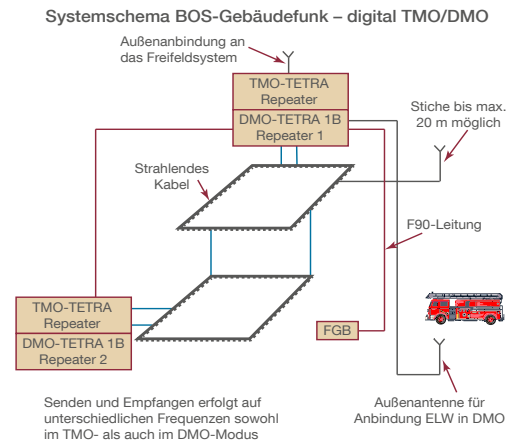 Systemschema BOS-Gebäudefunk – digital TMO/DMO
Außenanbindung an
das Freifeldsystem
TMO-TETRA
Repeater
DMO-TETRA 1B
Repeater 1
Stiche bis max.
20 m möglich
Strahlendes
Kabel
F90-Leitung
TMO-TETRA
Repeater
DMO-TETRA 1B
Repeater 2
FGB
Senden und Empfangen erfolgt auf
unterschiedlichen Frequenzen sowohl
im TMO- als auch im DMO-Modus
Außenantenne für
Anbindung ELW in DMO